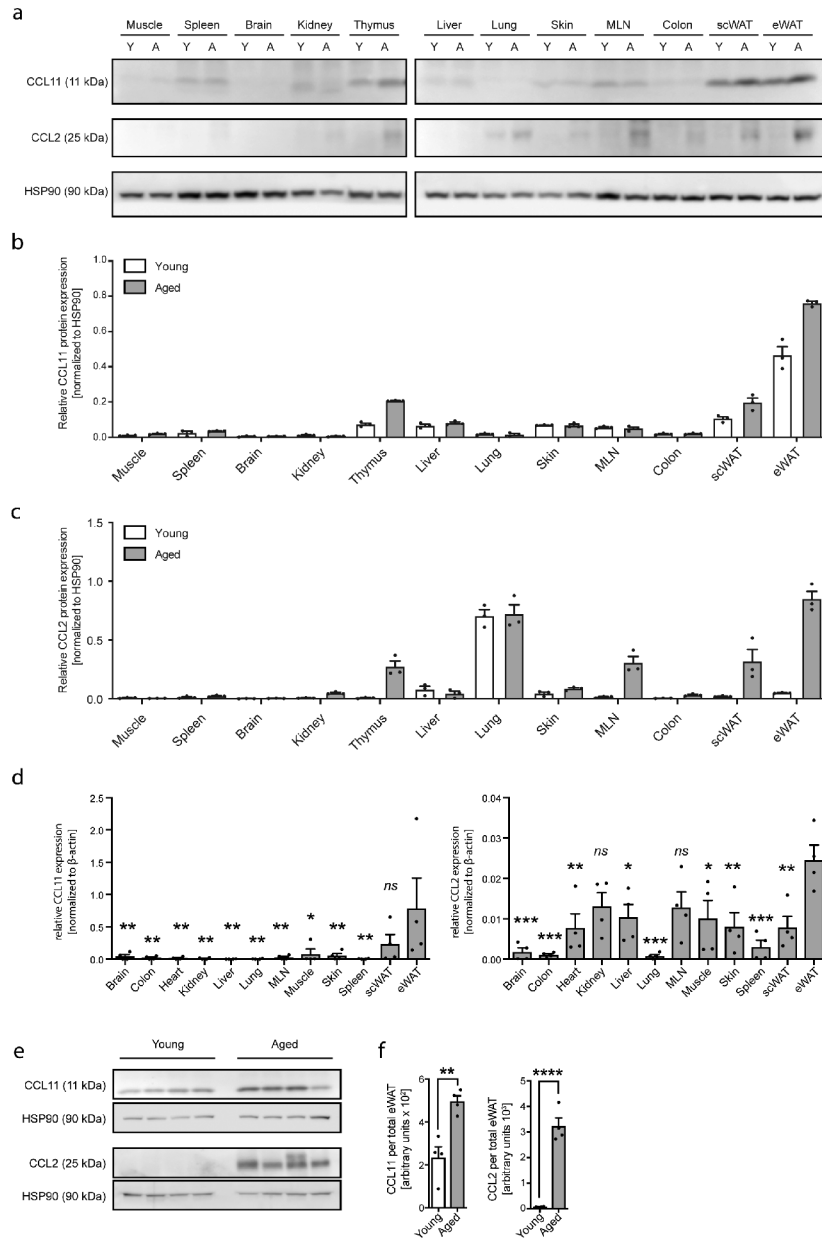 a
Muscle Spleen Brain Kidney Thymus Liver Lung Skin MLN Colon scWAT eWAT
Y A Y A Y A Y A Y A Y A Y A Y A Y A Y A Y A Y A
CCL11 (11 kDa)
CCL2 (25 kDa)
HSP90 (90 kDa)
b
Relative CCL11 protein expression
[normalized to HSP90]
1.0
0.8
0.6
0.4
0.2
0.0
Young
Aged
Muscle Spleen Brain Kidney Thymus Liver Lung Skin MLN Colon scWAT eWAT
c
Relative CCL2 protein expression
[normalized to HSP90]
1.5
1.0
0.5
0.0
Young
Aged
Muscle Spleen Brain Kidney Thymus Liver Lung Skin MLN Colon scWAT eWAT
d
relative CCL11 expression
[normalized to β-actin]
2.5
2.0
1.5
1.0
0.5
0.0
** ** ** ** ** ** ** * ** ** ns
Brain Colon Heart Kidney Liver Lung MLN Muscle Skin Spleen scWAT eWAT
relative CCL2 expression
[normalized to β-actin]
0.04
0.03
0.02
0.01
0.00
*** *** ** ns * *** ns * ** *** **
Brain Colon Heart Kidney Liver Lung MLN Muscle Skin Spleen scWAT eWAT
e
Young Aged
CCL11 (11 kDa)
HSP90 (90 kDa)
CCL2 (25 kDa)
HSP90 (90 kDa)
f
CCL11 per total eWAT
[arbitrary units x 10²]
6
4
2
0
**
Young Aged
CCL2 per total eWAT
[arbitrary units 10³]
5
4
3
2
1
0
****
Young Aged